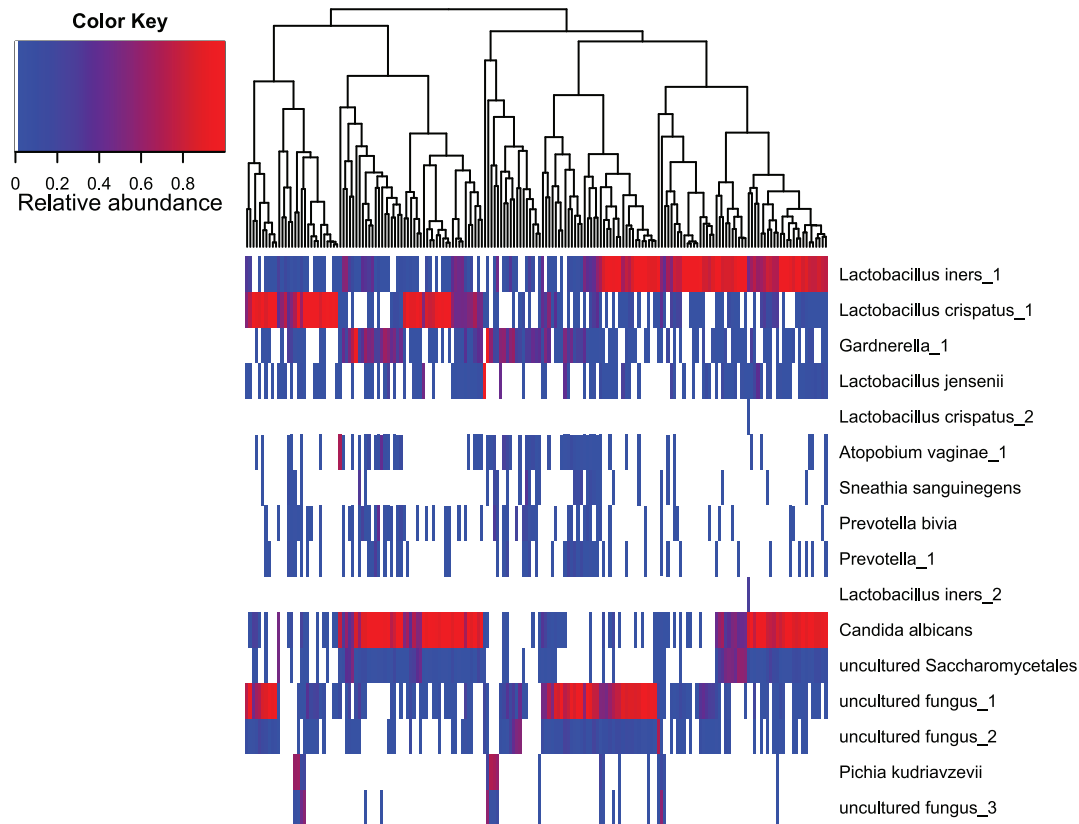 Color Key
0 0.2 0.4 0.6 0.8
Relative abundance
Lactobacillus iners_1
Lactobacillus crispatus_1
Gardnerella_1
Lactobacillus jensenii
Lactobacillus crispatus_2
Atopobium vaginae_1
Sneathia sanguinegens
Prevotella bivia
Prevotella_1
Lactobacillus iners_2
Candida albicans
uncultured Saccharomycetales
uncultured fungus_1
uncultured fungus_2
Pichia kudriavzevii
uncultured fungus_3